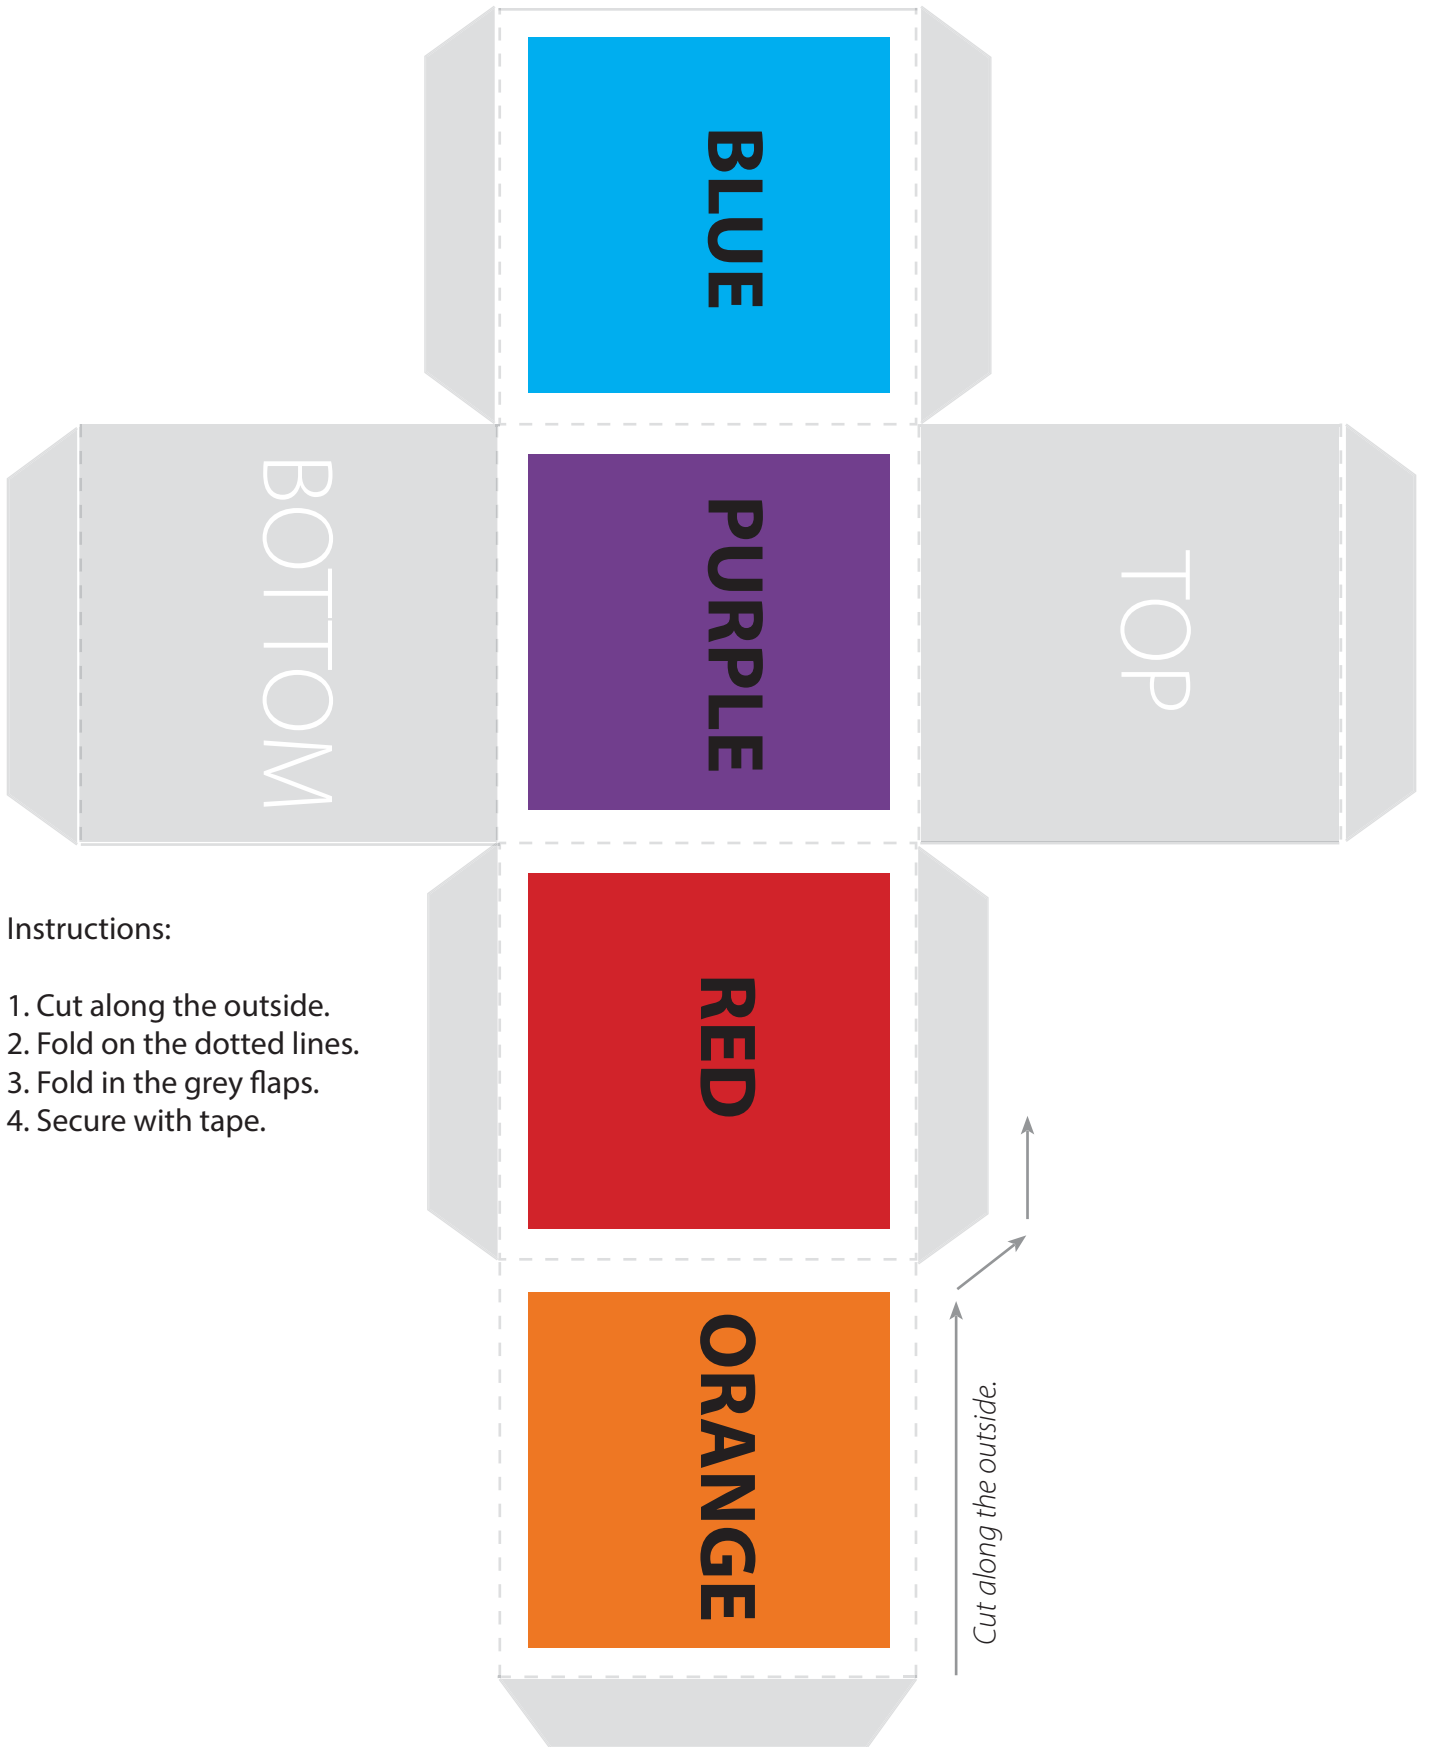 BLUE
BOTTOM
PURPLE
TOP
RED
Instructions:
1. Cut along the outside.
2. Fold on the dotted lines.
3. Fold in the grey flaps.
4. Secure with tape.
ORANGE
Cut along the outside.